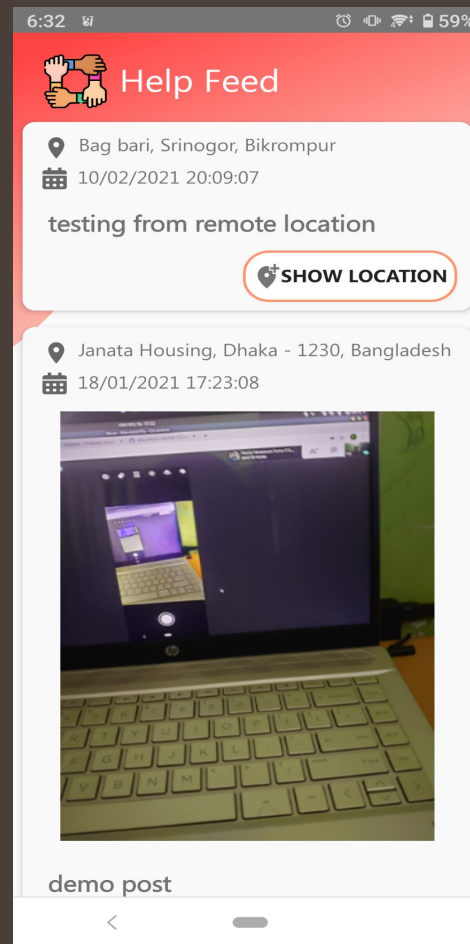 6:32
59%
Help Feed
Bag bari, Srinogor, Bikrompur
10/02/2021 20:09:07
testing from remote location
SHOW LOCATION
Janata Housing, Dhaka - 1230, Bangladesh
18/01/2021 17:23:08
hp
R T Y U I O P
F G H J K L
V B N M
demo post